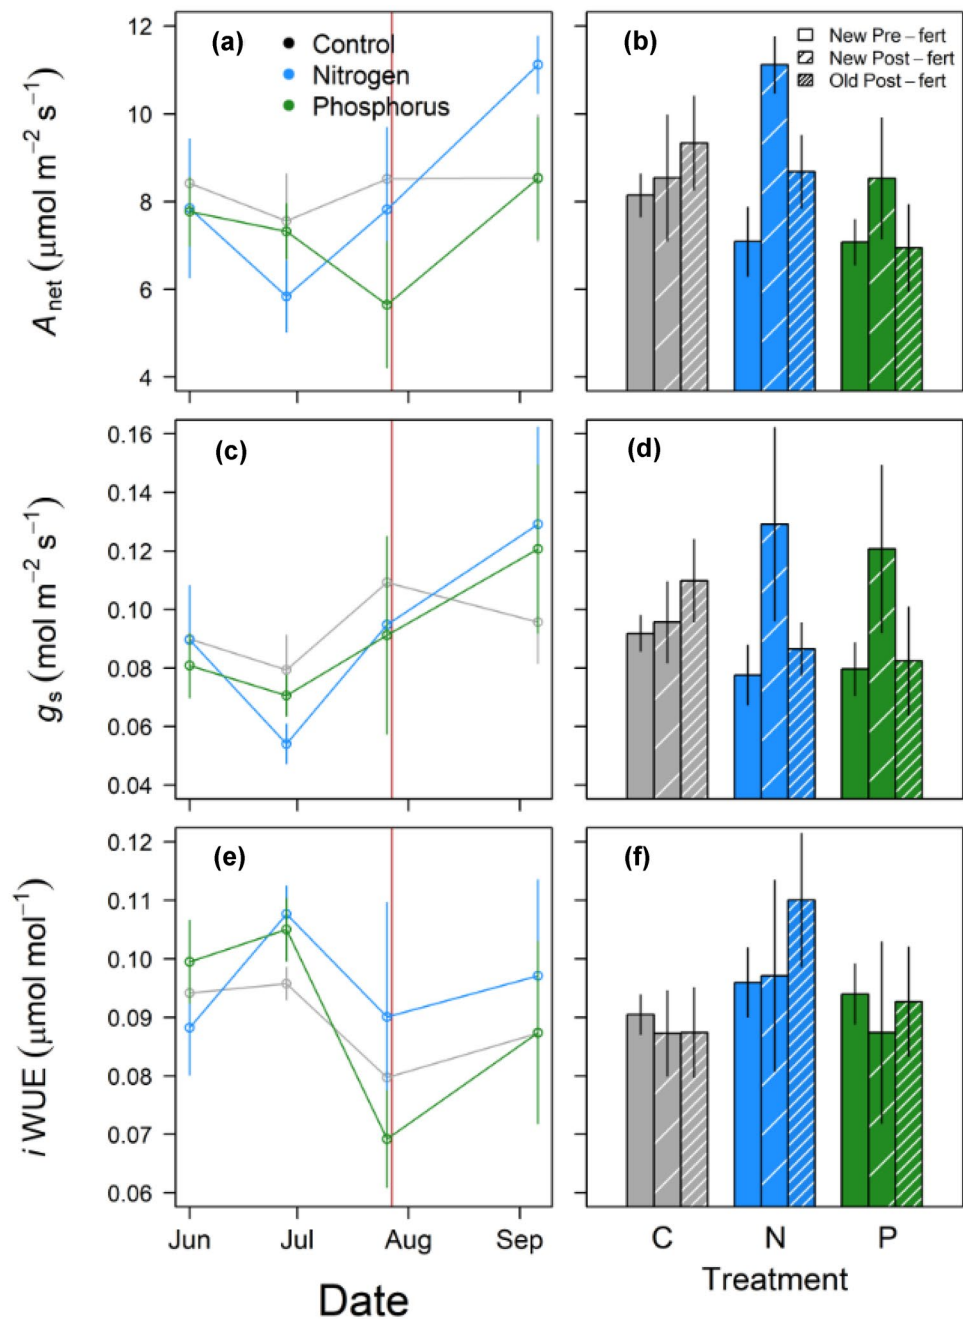 (a)
Control
Nitrogen
Phosphorus
12
10
8
6
4
Anet (μmol m−2 s−1)
(b)
New Pre−fert
New Post−fert
Old Post−fert
(c)
0.16
0.14
0.12
0.10
0.08
0.06
0.04
gs (mol m−2 s−1)
(d)
(e)
0.12
0.11
0.10
0.09
0.08
0.07
0.06
iWUE (μmol mol−1)
(f)
Jun Jul Aug Sep
Date
C N P
Treatment